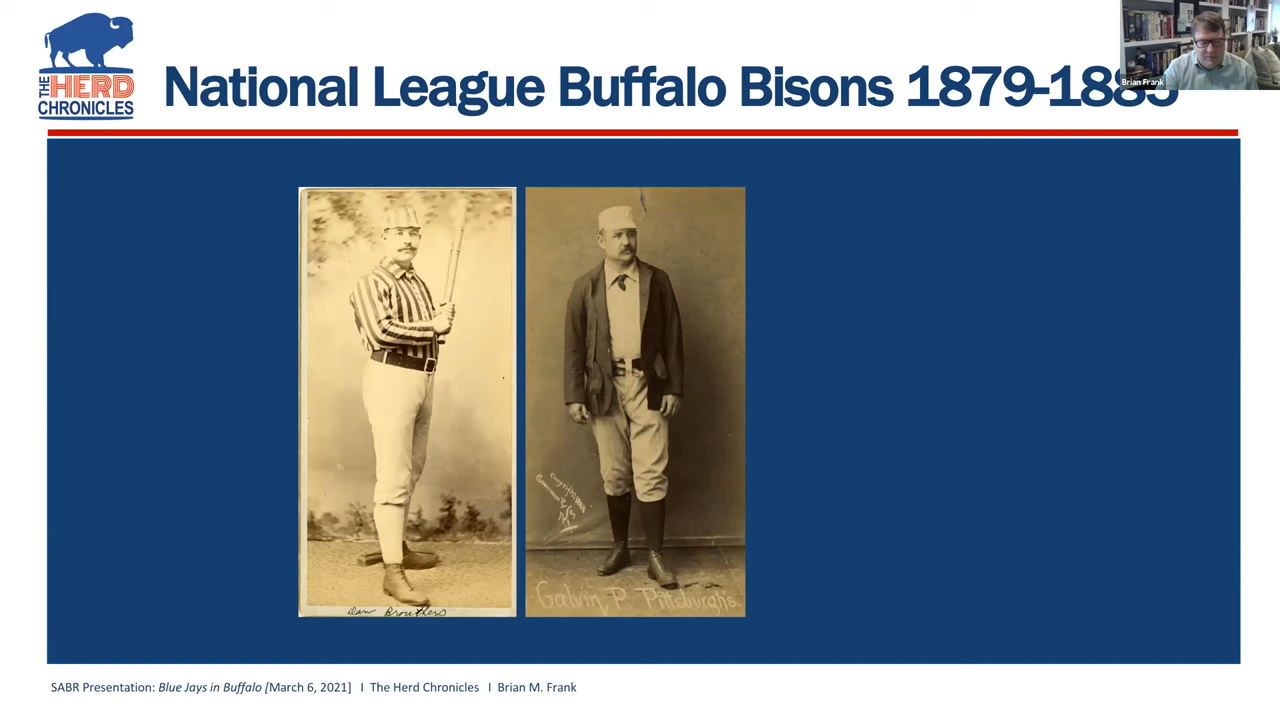 THE HERD
CHRONICLES
National League Buffalo Bisons 1879-1885
Brian Frank
Dan Brouthers
Galvin P. Pittsburghs.
SABR Presentation: Blue Jays in Buffalo [March 6, 2021] I The Herd Chronicles I Brian M. Frank